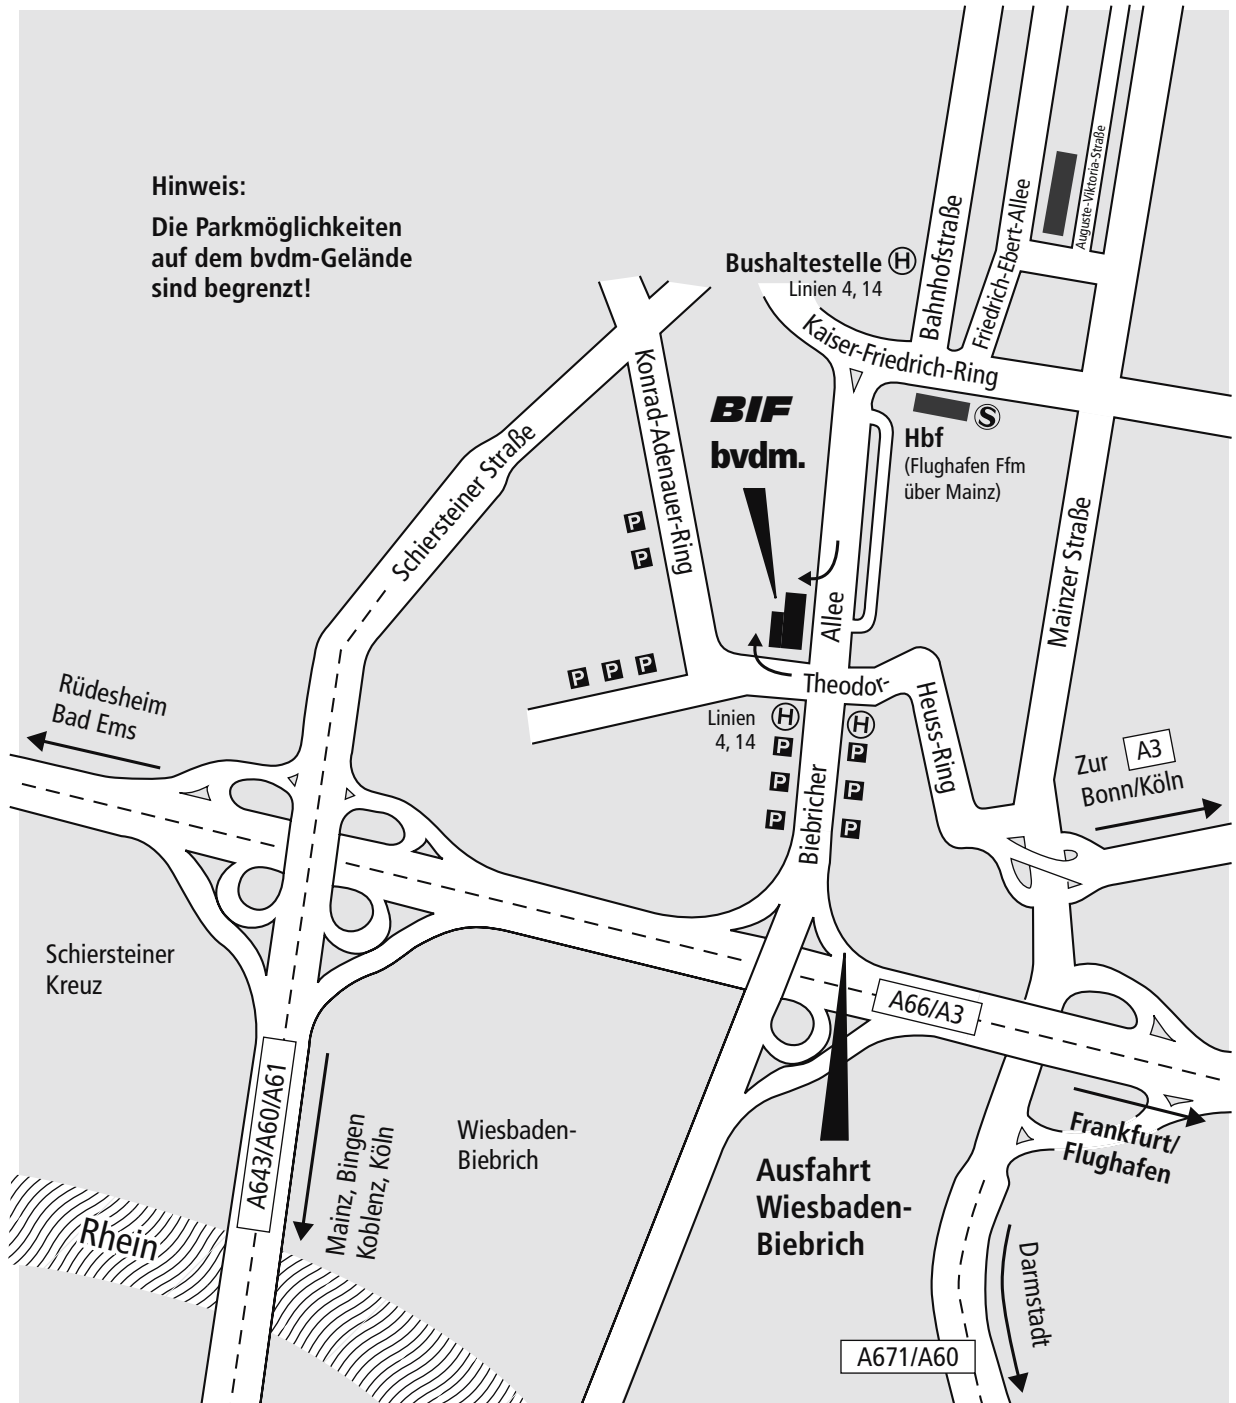 Hinweis:
Die Parkmöglichkeiten
auf dem bvdm-Gelände
sind begrenzt!
Bushaltestelle H
Linien 4, 14
Bahnhofstraße
Friedrich-Ebert-Allee
Auguste-Viktoria-Straße
Kaiser-Friedrich-Ring
Konrad-Adenauer-Ring
Schiersteiner Straße
BIF
bvdm.
S
Hbf
(Flughafen Ffm
über Mainz)
Mainzer Straße
P
P
P P P
Allee
Theodor-
Heuss-Ring
Linien
4, 14
H
H
P
P
P
P
P
P
Biebricher
Rüdesheim
Bad Ems
Zur A3
Bonn/Köln
Schiersteiner
Kreuz
A66/A3
A643/A60/A61
Mainz, Bingen
Koblenz, Köln
Wiesbaden-
Biebrich
Ausfahrt
Wiesbaden-
Biebrich
Frankfurt/
Flughafen
Rhein
Darmstadt
A671/A60